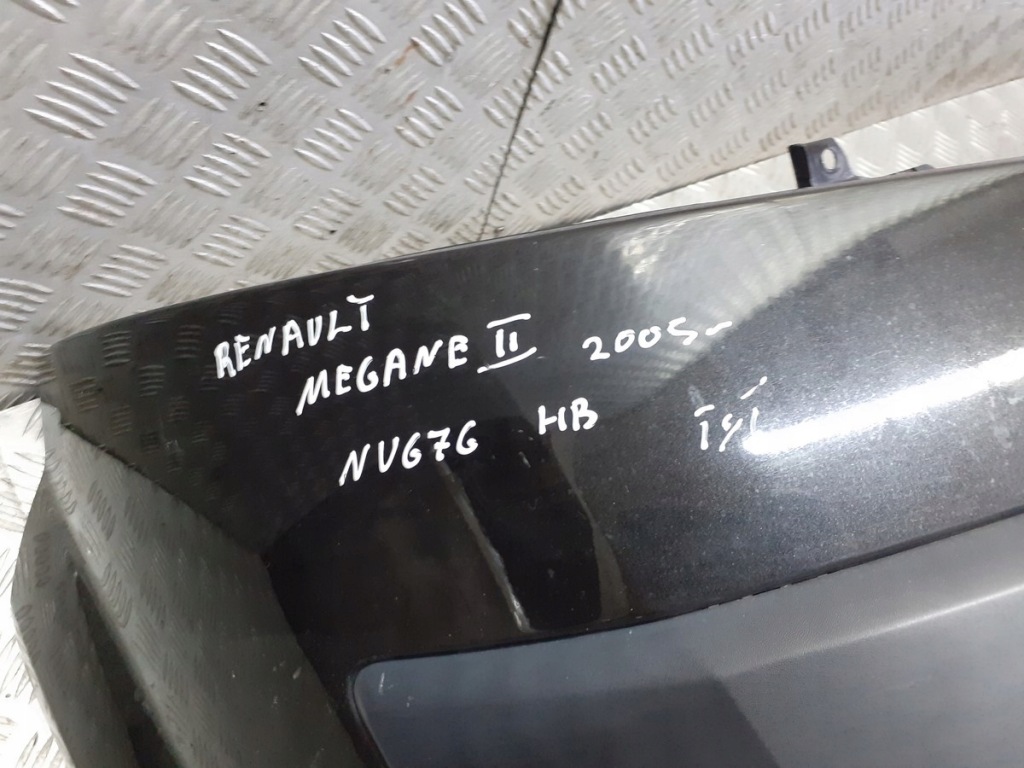 RENAULT
MEGANE II 2005-
NV676 HB